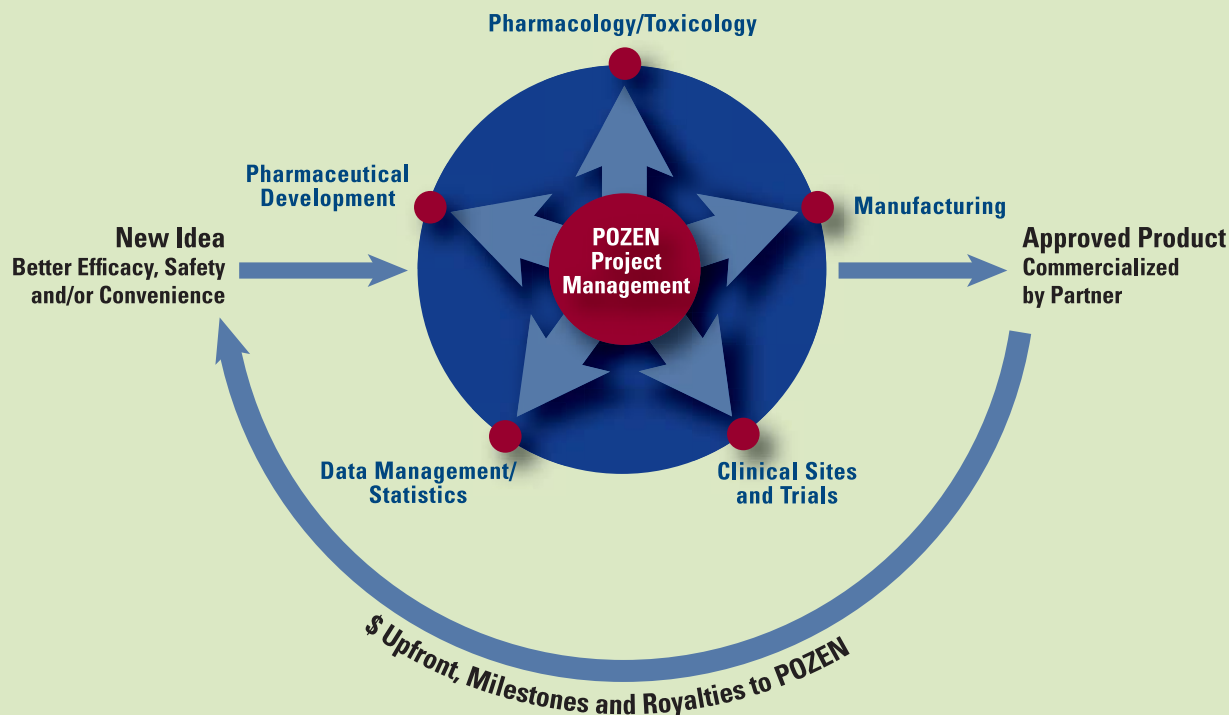 Pharmacology/Toxicology
Pharmaceutical
Development
Manufacturing
New Idea
Better Efficacy, Safety
and/or Convenience
POZEN
Project
Management
Approved Product
Commercialized
by Partner
Data Management/
Statistics
Clinical Sites
and Trials
$ Upfront, Milestones and Royalties to POZEN